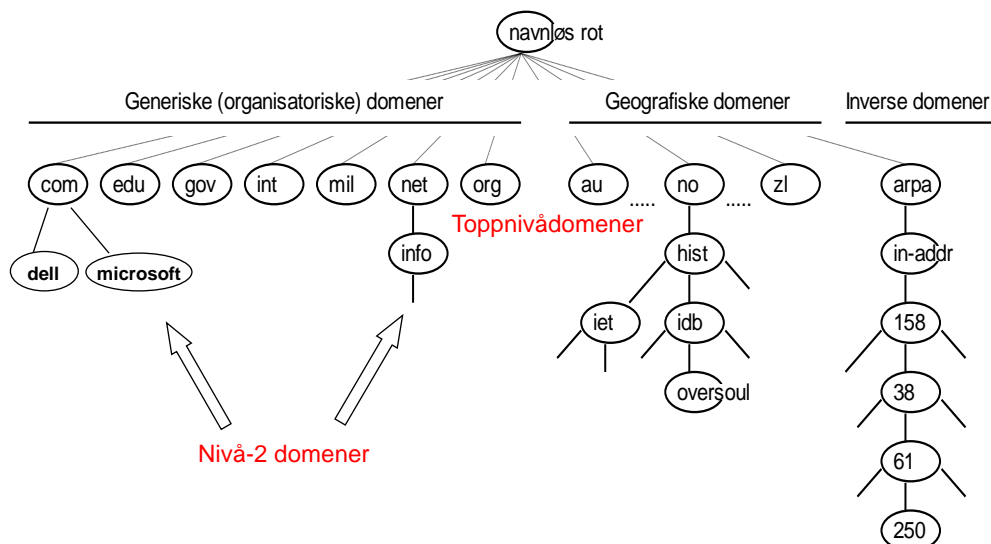 navnløs rot
Generiske (organisatoriske) domener Geografiske domener Inverse domener
com edu gov int mil net org au ..... no ..... zl arpa
Toppnivådomener
info hist in-addr
dell microsoft
iet idb 158
oversoul 38
Nivå-2 domener 61
250